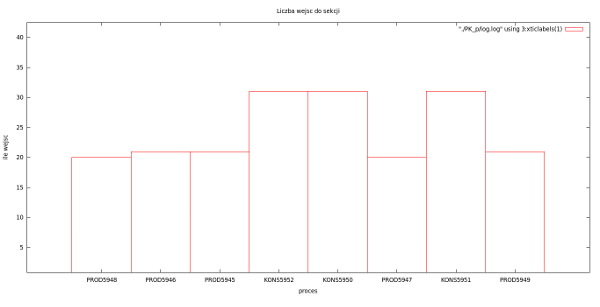 Liczba wejsc do sekcji
"./PK_p/log.log" using 3:xticlabels(1)
40
35
30
25
20
15
10
5
ile wejsc
PROD5948 PROD5946 PROD5945 KONS5952 KONS5950 PROD5947 KONS5951 PROD5949
proces